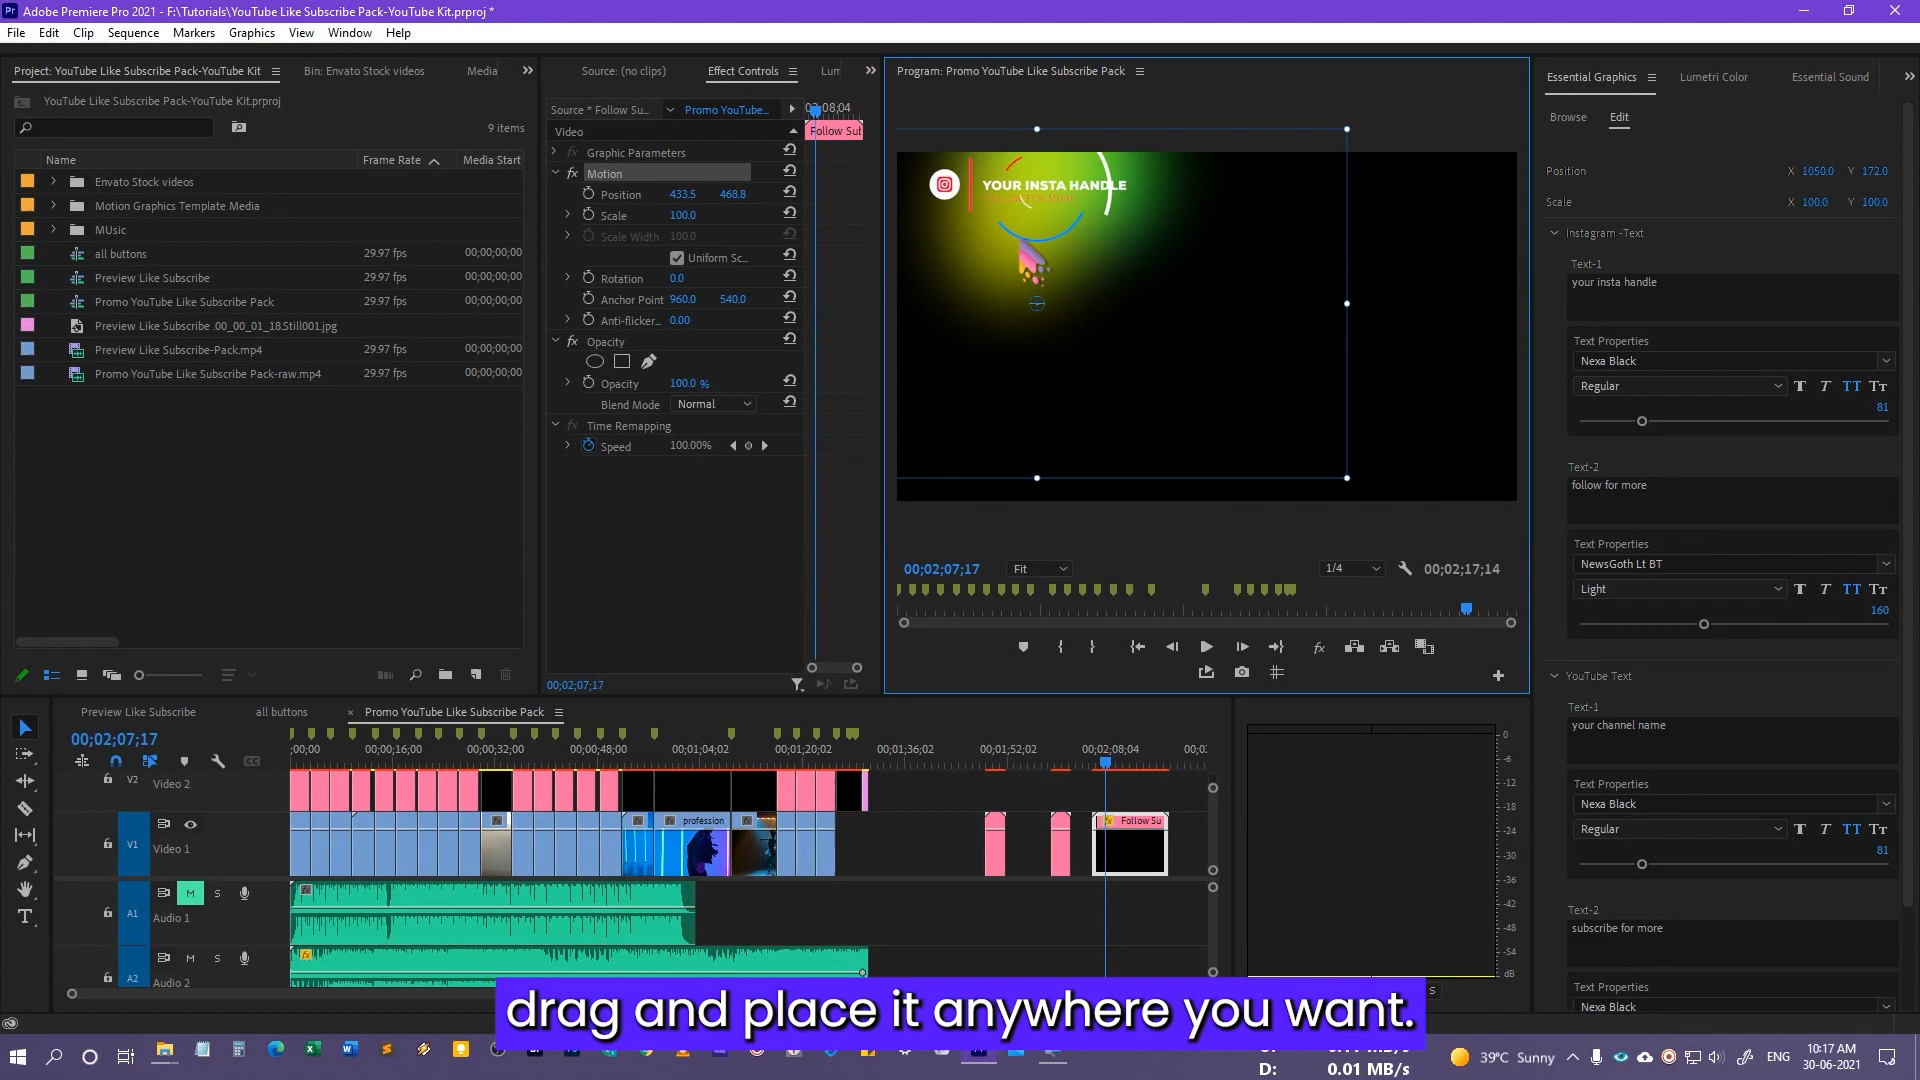 Adobe Premiere Pro 2021 - F:\Tutorials\YouTube Like Subscribe Pack-YouTube Kit.prproj *
File Edit Clip Sequence Markers Graphics View Window Help
Project: YouTube Like Subscribe Pack-YouTube Kit
Bin: Envato Stock videos
Media
YouTube Like Subscribe Pack-YouTube Kit.prproj
9 items
Name Frame Rate Media Start
Envato Stock videos
Motion Graphics Template Media
MUsic
all buttons 29.97 fps 00;00;00;00
Preview Like Subscribe 29.97 fps 00;00;00;00
Promo YouTube Like Subscribe Pack 29.97 fps 00;00;00;00
Preview Like Subscribe .00_00_01_18.Still001.jpg
Preview Like Subscribe-Pack.mp4 29.97 fps 00;00;00;00
Promo YouTube Like Subscribe Pack-raw.mp4 29.97 fps 00;00;00;00
Source: (no clips)
Effect Controls
Lum
Source * Follow Su...
Promo YouTube...
Video
Follow Sub
fx Graphic Parameters
fx Motion
Position 433.5 468.8
Scale 100.0
Scale Width 100.0
Uniform Sc...
Rotation 0.0
Anchor Point 960.0 540.0
Anti-flicker... 0.00
fx Opacity
Opacity 100.0 %
Blend Mode Normal
fx Time Remapping
Speed 100.00%
00;02;07;17
Program: Promo YouTube Like Subscribe Pack
YOUR INSTA HANDLE
00;02;07;17 Fit 1/4 00;02;17;14
Essential Graphics
Lumetri Color
Essential Sound
Browse Edit
Position X 1050.0 Y 172.0
Scale X 100.0 Y 100.0
Instagram -Text
Text-1
your insta handle
Text Properties
Nexa Black
Regular
81
Text-2
follow for more
Text Properties
NewsGoth Lt BT
Light
160
YouTube Text
Text-1
your channel name
Text Properties
Nexa Black
Regular
81
Text-2
subscribe for more
Text Properties
Nexa Black
Preview Like Subscribe
all buttons
× Promo YouTube Like Subscribe Pack
00;02;07;17
;00;00 00;00;16;00 00;00;32;00 00;00;48;00 00;01;04;02 00;01;20;02 00;01;36;02 00;01;52;02 00;02;08;04 00;02
V2 Video 2
V1 Video 1
profession
Follow Su
A1 M S
Audio 1
A2 M S
Audio 2
0
-6
-12
-18
-24
-30
-36
-42
-48
-54
dB
S
drag and place it anywhere you want.
D: 0.01 MB/s
39°C Sunny
ENG
10:17 AM
30-06-2021